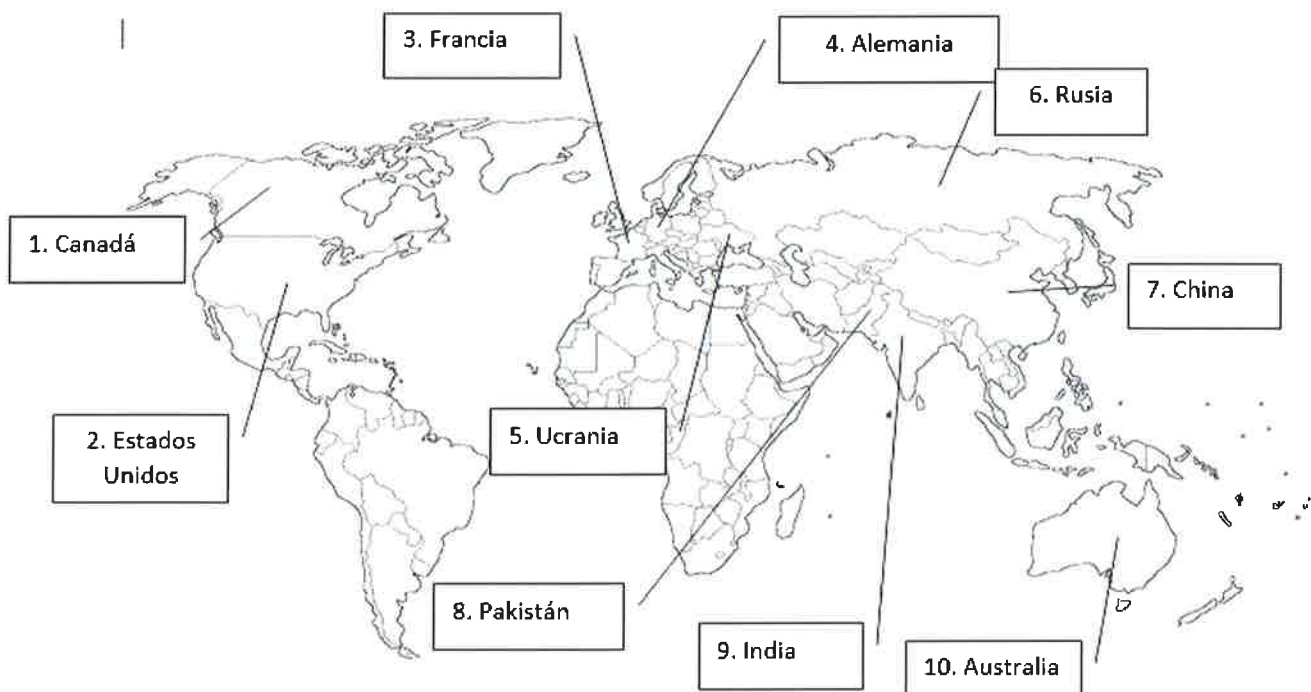 3. Francia
4. Alemania
6. Rusia
1. Canadá
7. China
2. Estados
Unidos
5. Ucrania
8. Pakistán
9. India
10. Australia